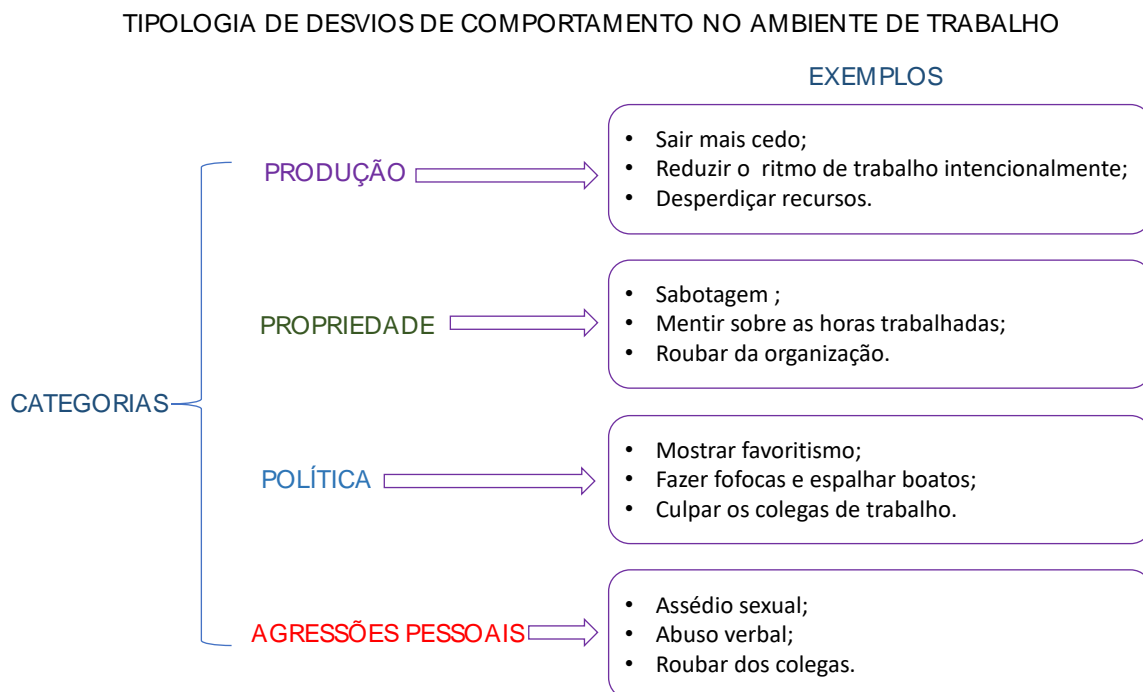 TIPOLOGIA DE DESVIOS DE COMPORTAMENTO NO AMBIENTE DE TRABALHO
EXEMPLOS
CATEGORIAS
PRODUÇÃO
• Sair mais cedo;
• Reduzir o ritmo de trabalho intencionalmente;
• Desperdiçar recursos.
PROPRIEDADE
• Sabotagem ;
• Mentir sobre as horas trabalhadas;
• Roubar da organização.
POLÍTICA
• Mostrar favoritismo;
• Fazer fofocas e espalhar boatos;
• Culpar os colegas de trabalho.
AGRESSÕES PESSOAIS
• Assédio sexual;
• Abuso verbal;
• Roubar dos colegas.